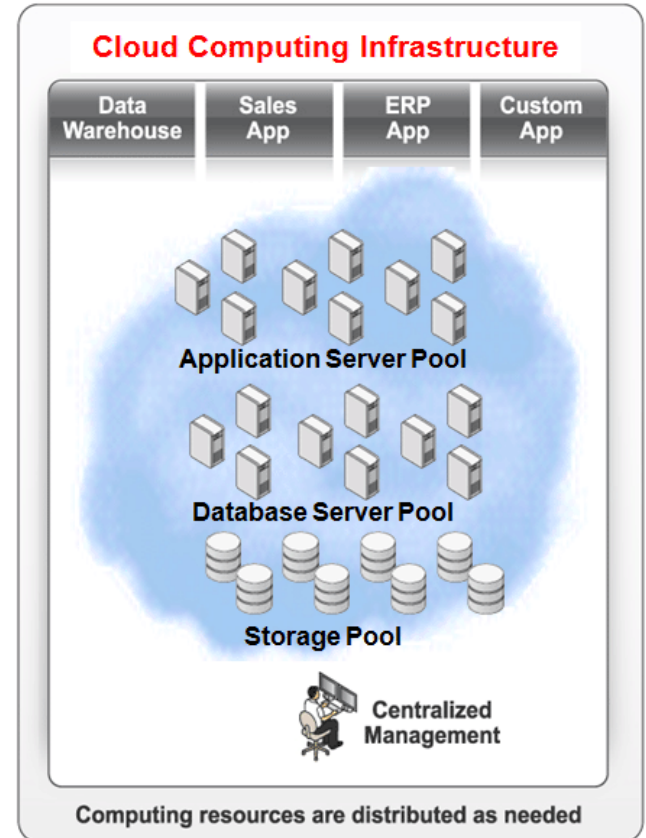 Cloud Computing Infrastructure
Data Warehouse
Sales App
ERP App
Custom App
Application Server Pool
Database Server Pool
Storage Pool
Centralized
Management
Computing resources are distributed as needed